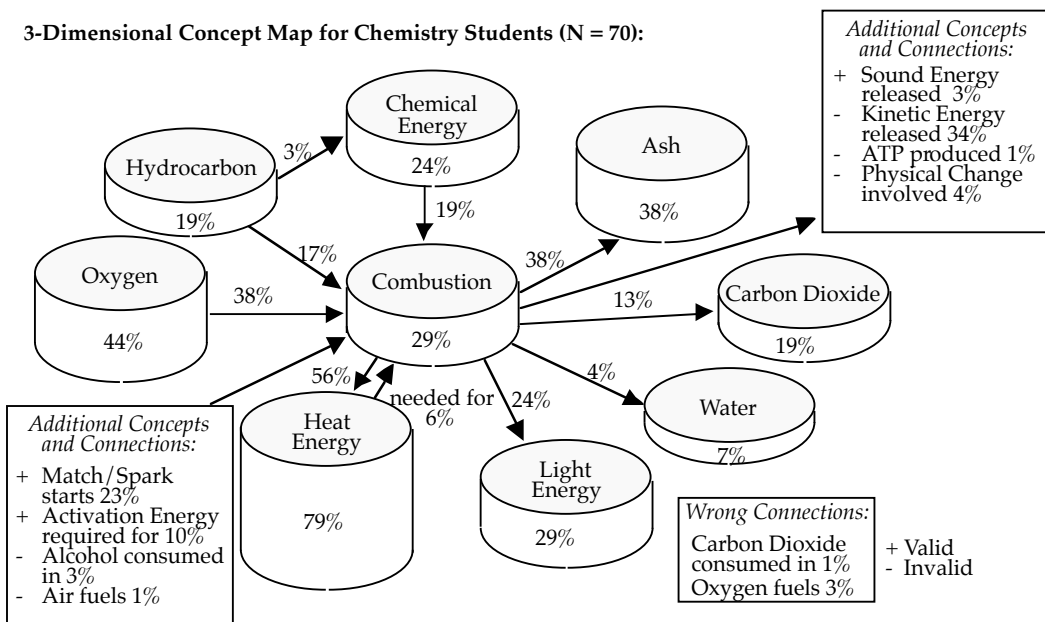 3-Dimensional Concept Map for Chemistry Students (N = 70):
Additional Concepts
and Connections:
+ Sound Energy
released 3%
- Kinetic Energy
released 34%
- ATP produced 1%
- Physical Change
involved 4%
Chemical
Energy
24%
Ash
38%
Hydrocarbon
19%
3%
19%
17%
Oxygen
44%
38%
Combustion
29%
38%
13%
Carbon Dioxide
19%
56%
needed for
6%
24%
4%
Water
7%
Heat
Energy
79%
Light
Energy
29%
Additional Concepts
and Connections:
+ Match/Spark
starts 23%
+ Activation Energy
required for 10%
- Alcohol consumed
in 3%
- Air fuels 1%
Wrong Connections:
Carbon Dioxide
consumed in 1%
Oxygen fuels 3%
+ Valid
- Invalid